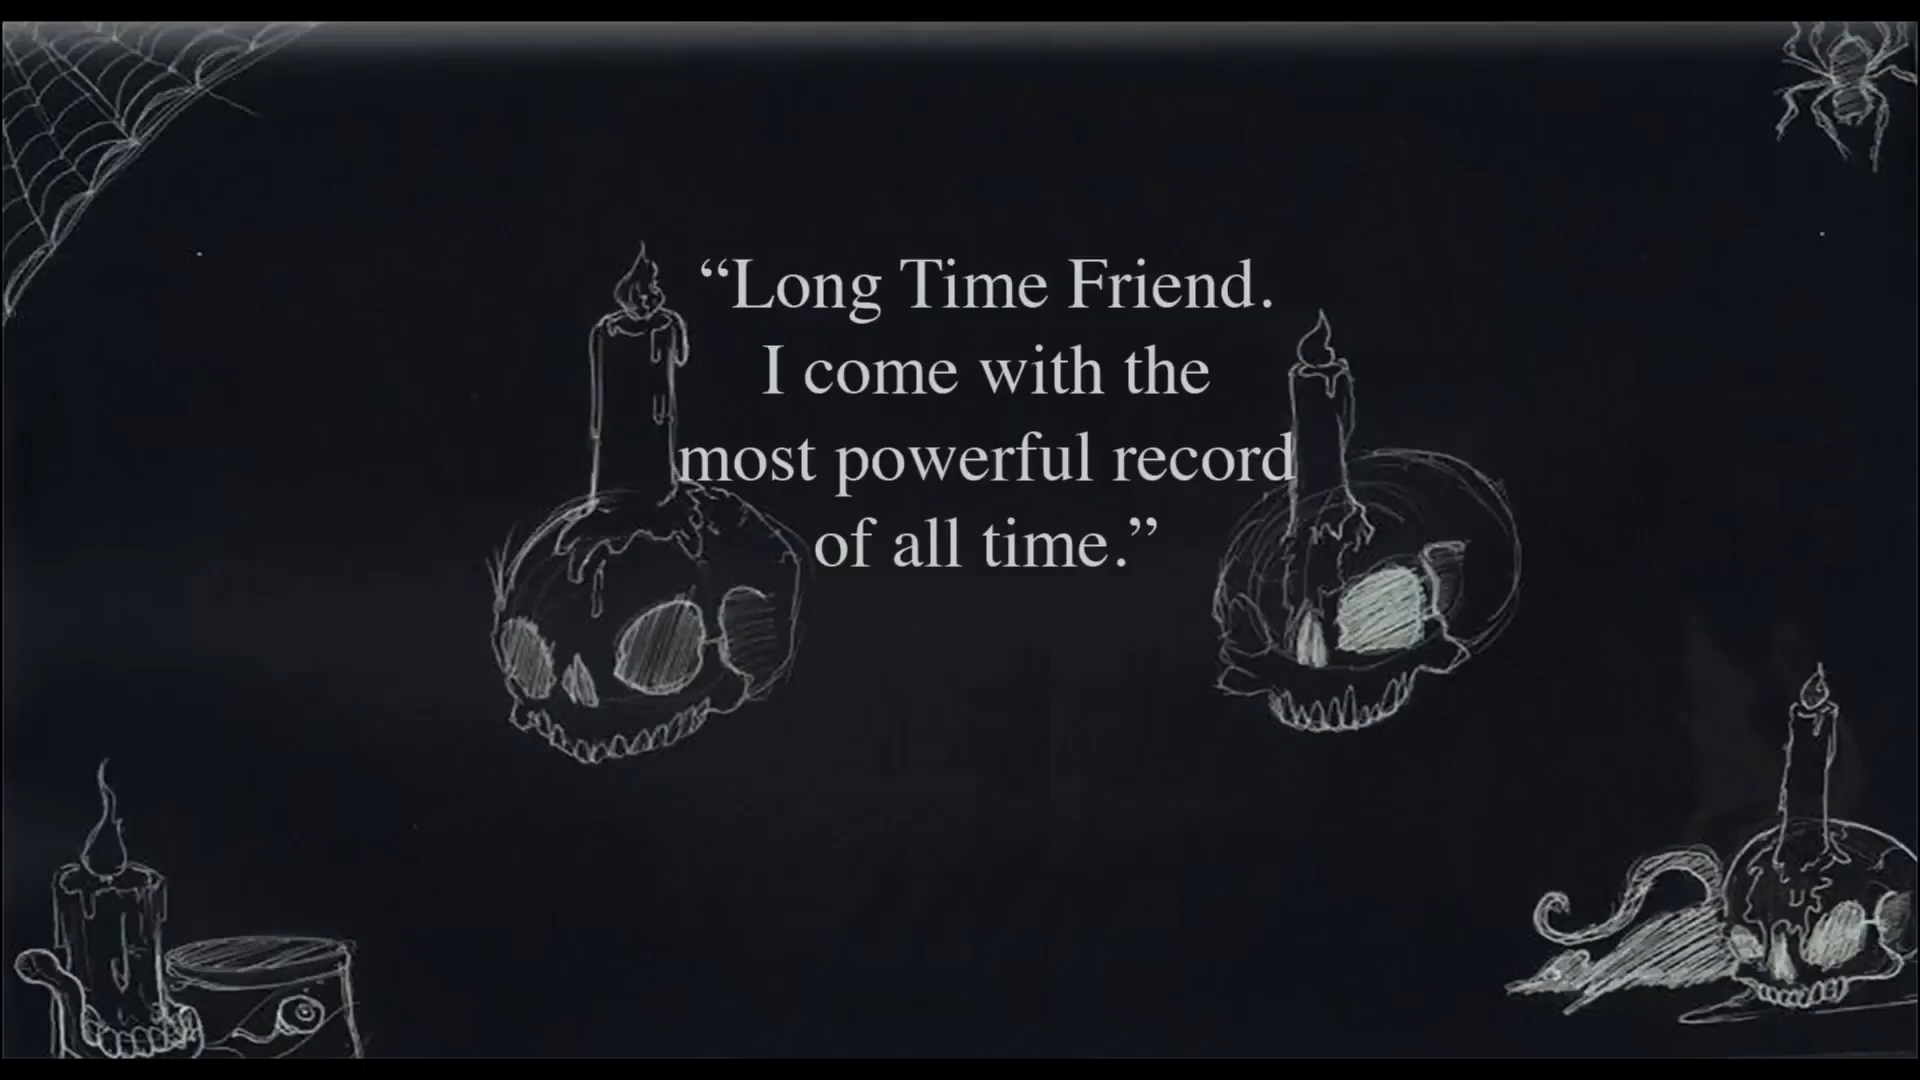 “Long Time Friend.
I come with the
most powerful record
of all time.”